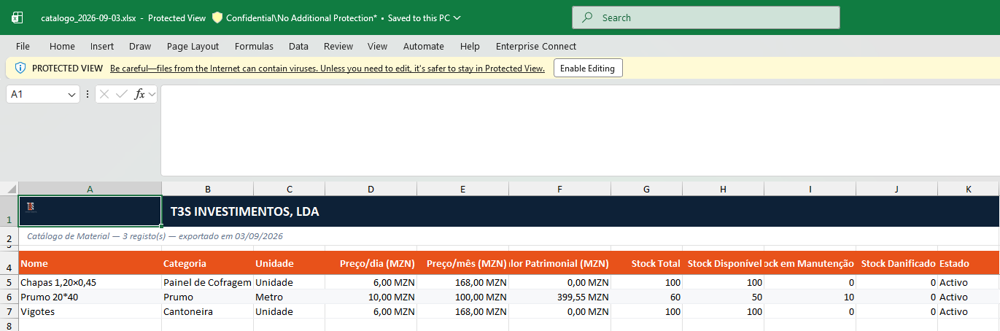 catalogo_2026-09-03.xlsx - Protected View Confidential\No Additional Protection* • Saved to this PC Search
File Home Insert Draw Page Layout Formulas Data Review View Automate Help Enterprise Connect
PROTECTED VIEW Be careful—files from the Internet can contain viruses. Unless you need to edit, it's safer to stay in Protected View. Enable Editing
A1 fx
A B C D E F G H I J K
1 T3S INVESTIMENTOS, LDA
2 Catálogo de Material — 3 registo(s) — exportado em 03/09/2026
3
4 Nome Categoria Unidade Preço/dia (MZN) Preço/mês (MZN) lor Patrimonial (MZN) Stock Total Stock Disponível ock em Manutenção Stock Danificado Estado
5 Chapas 1,20×0,45 Painel de Cofragem Unidade 6,00 MZN 168,00 MZN 0,00 MZN 100 100 0 0 Activo
6 Prumo 20*40 Prumo Metro 10,00 MZN 100,00 MZN 399,55 MZN 60 50 10 0 Activo
7 Vigotes Cantoneira Unidade 6,00 MZN 168,00 MZN 0,00 MZN 100 100 0 0 Activo
8